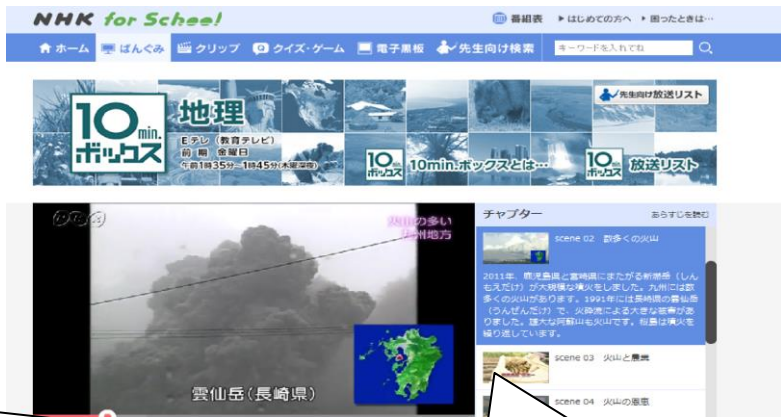 NHK for School
番組表 ▶はじめての方へ ▶困ったときは…
ホーム ばんぐみ クリップ クイズ・ゲーム 電子黒板 先生向け検索 キーワードを入れてね
10min.ボックス
地理
Eテレ（教育テレビ）
前期 金曜日
午前1時35分~1時45分(木曜深夜)
先生向け放送リスト
10min.ボックス 10min.ボックスとは…
10min.ボックス 放送リスト
NHK
火山の多い
九州地方
雲仙岳(長崎県)
チャプター あらすじを読む
scene 02 数多くの火山
2011年、鹿児島県と宮崎県にまたがる新燃岳（しん
もえだけ）が大規模な噴火をしました。九州には数
多くの火山があります。1991年には長崎県の雲仙岳
（うんぜんだけ）で、火砕流による大きな被害があ
りました。雄大な阿蘇山も火山です。桜島は噴火を
繰り返しています。
scene 03 火山と農業
scene 04 火山の恩恵